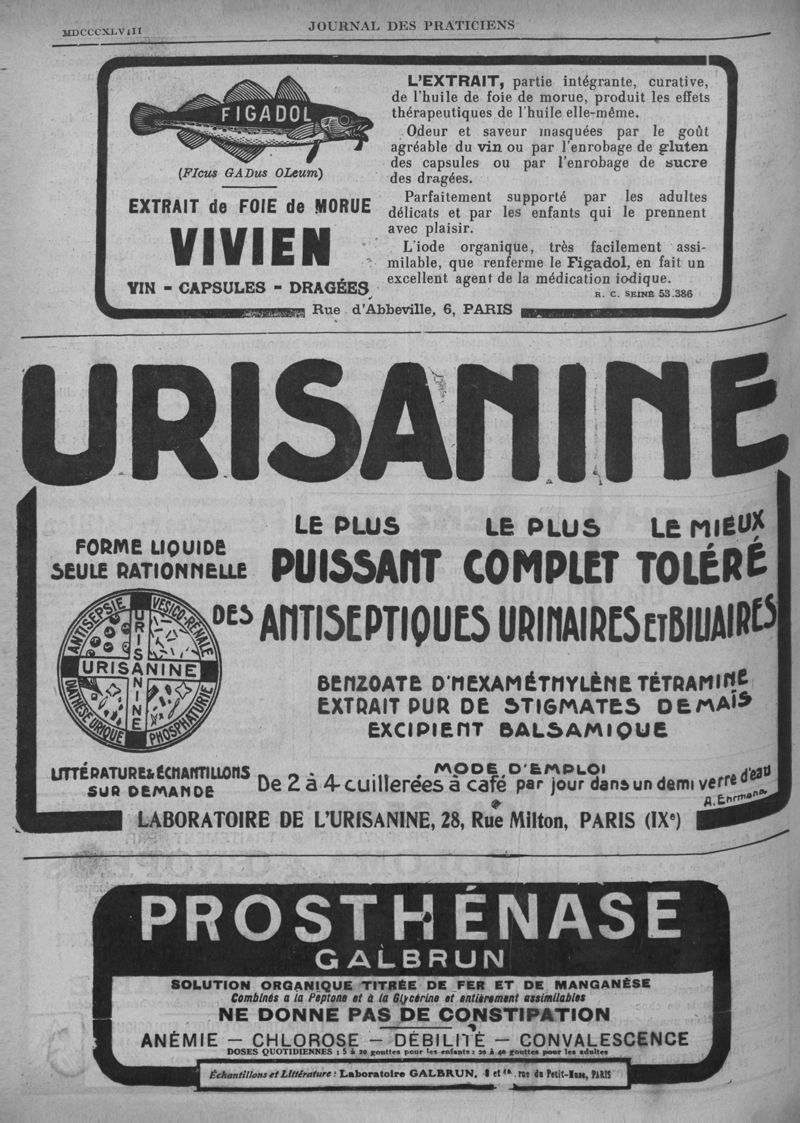 MDCCCXLVIII
JOURNAL DES PRATICIENS
FIGADOL
(FIcus GADus OLeum)
EXTRAIT de FOIE de MORUE
VIVIEN
VIN - CAPSULES - DRAGÉES
L'EXTRAIT, partie intégrante, curative,
de l'huile de foie de morue, produit les effets
thérapeutiques de l'huile elle-même.
Odeur et saveur masquées par le goût
agréable du vin ou par l'enrobage de gluten
des capsules ou par l'enrobage de sucre
des dragées.
Parfaitement supporté par les adultes
délicats et par les enfants qui le prennent
avec plaisir.
L'iode organique, très facilement assi-
milable, que renferme le Figadol, en fait un
excellent agent de la médication iodique.
R. C. SEINE 53.386
Rue d'Abbeville, 6, PARIS
URISANINE
FORME LIQUIDE
SEULE RATIONNELLE
LE PLUS LE PLUS LE MIEUX
PUISSANT COMPLET TOLÉRÉ
DES ANTISEPTIQUES URINAIRES ET BILIAIRES
ANTISEPSIE VÉSICO-RÉNALE
URISANINE
URISANINE
DIATHÈSE URIQUE PHOSPHATURIE
BENZOATE D'HEXAMÉTHYLÈNE TÉTRAMINE
EXTRAIT PUR DE STIGMATES DE MAÏS
EXCIPIENT BALSAMIQUE
LITTÉRATURE & ÉCHANTILLONS
SUR DEMANDE
MODE D'EMPLOI
De 2 à 4 cuillerées à café par jour dans un demi verre d'eau
A. Ehrmann
LABORATOIRE DE L'URISANINE, 28, Rue Milton, PARIS (IXe)
PROSTHÉNASE
GALBRUN
SOLUTION ORGANIQUE TITRÉE DE FER ET DE MANGANÈSE
Combinés a la Peptone et à la Glycérine et entièrement assimilables
NE DONNE PAS DE CONSTIPATION
ANÉMIE — CHLOROSE — DÉBILITÉ — CONVALESCENCE
DOSES QUOTIDIENNES : 5 à 20 gouttes pour les enfants : 20 à 40 gouttes pour les adultes
Échantillons et Littérature : Laboratoire GALBRUN, 8 et 10, rue du Petit-Musc, PARIS